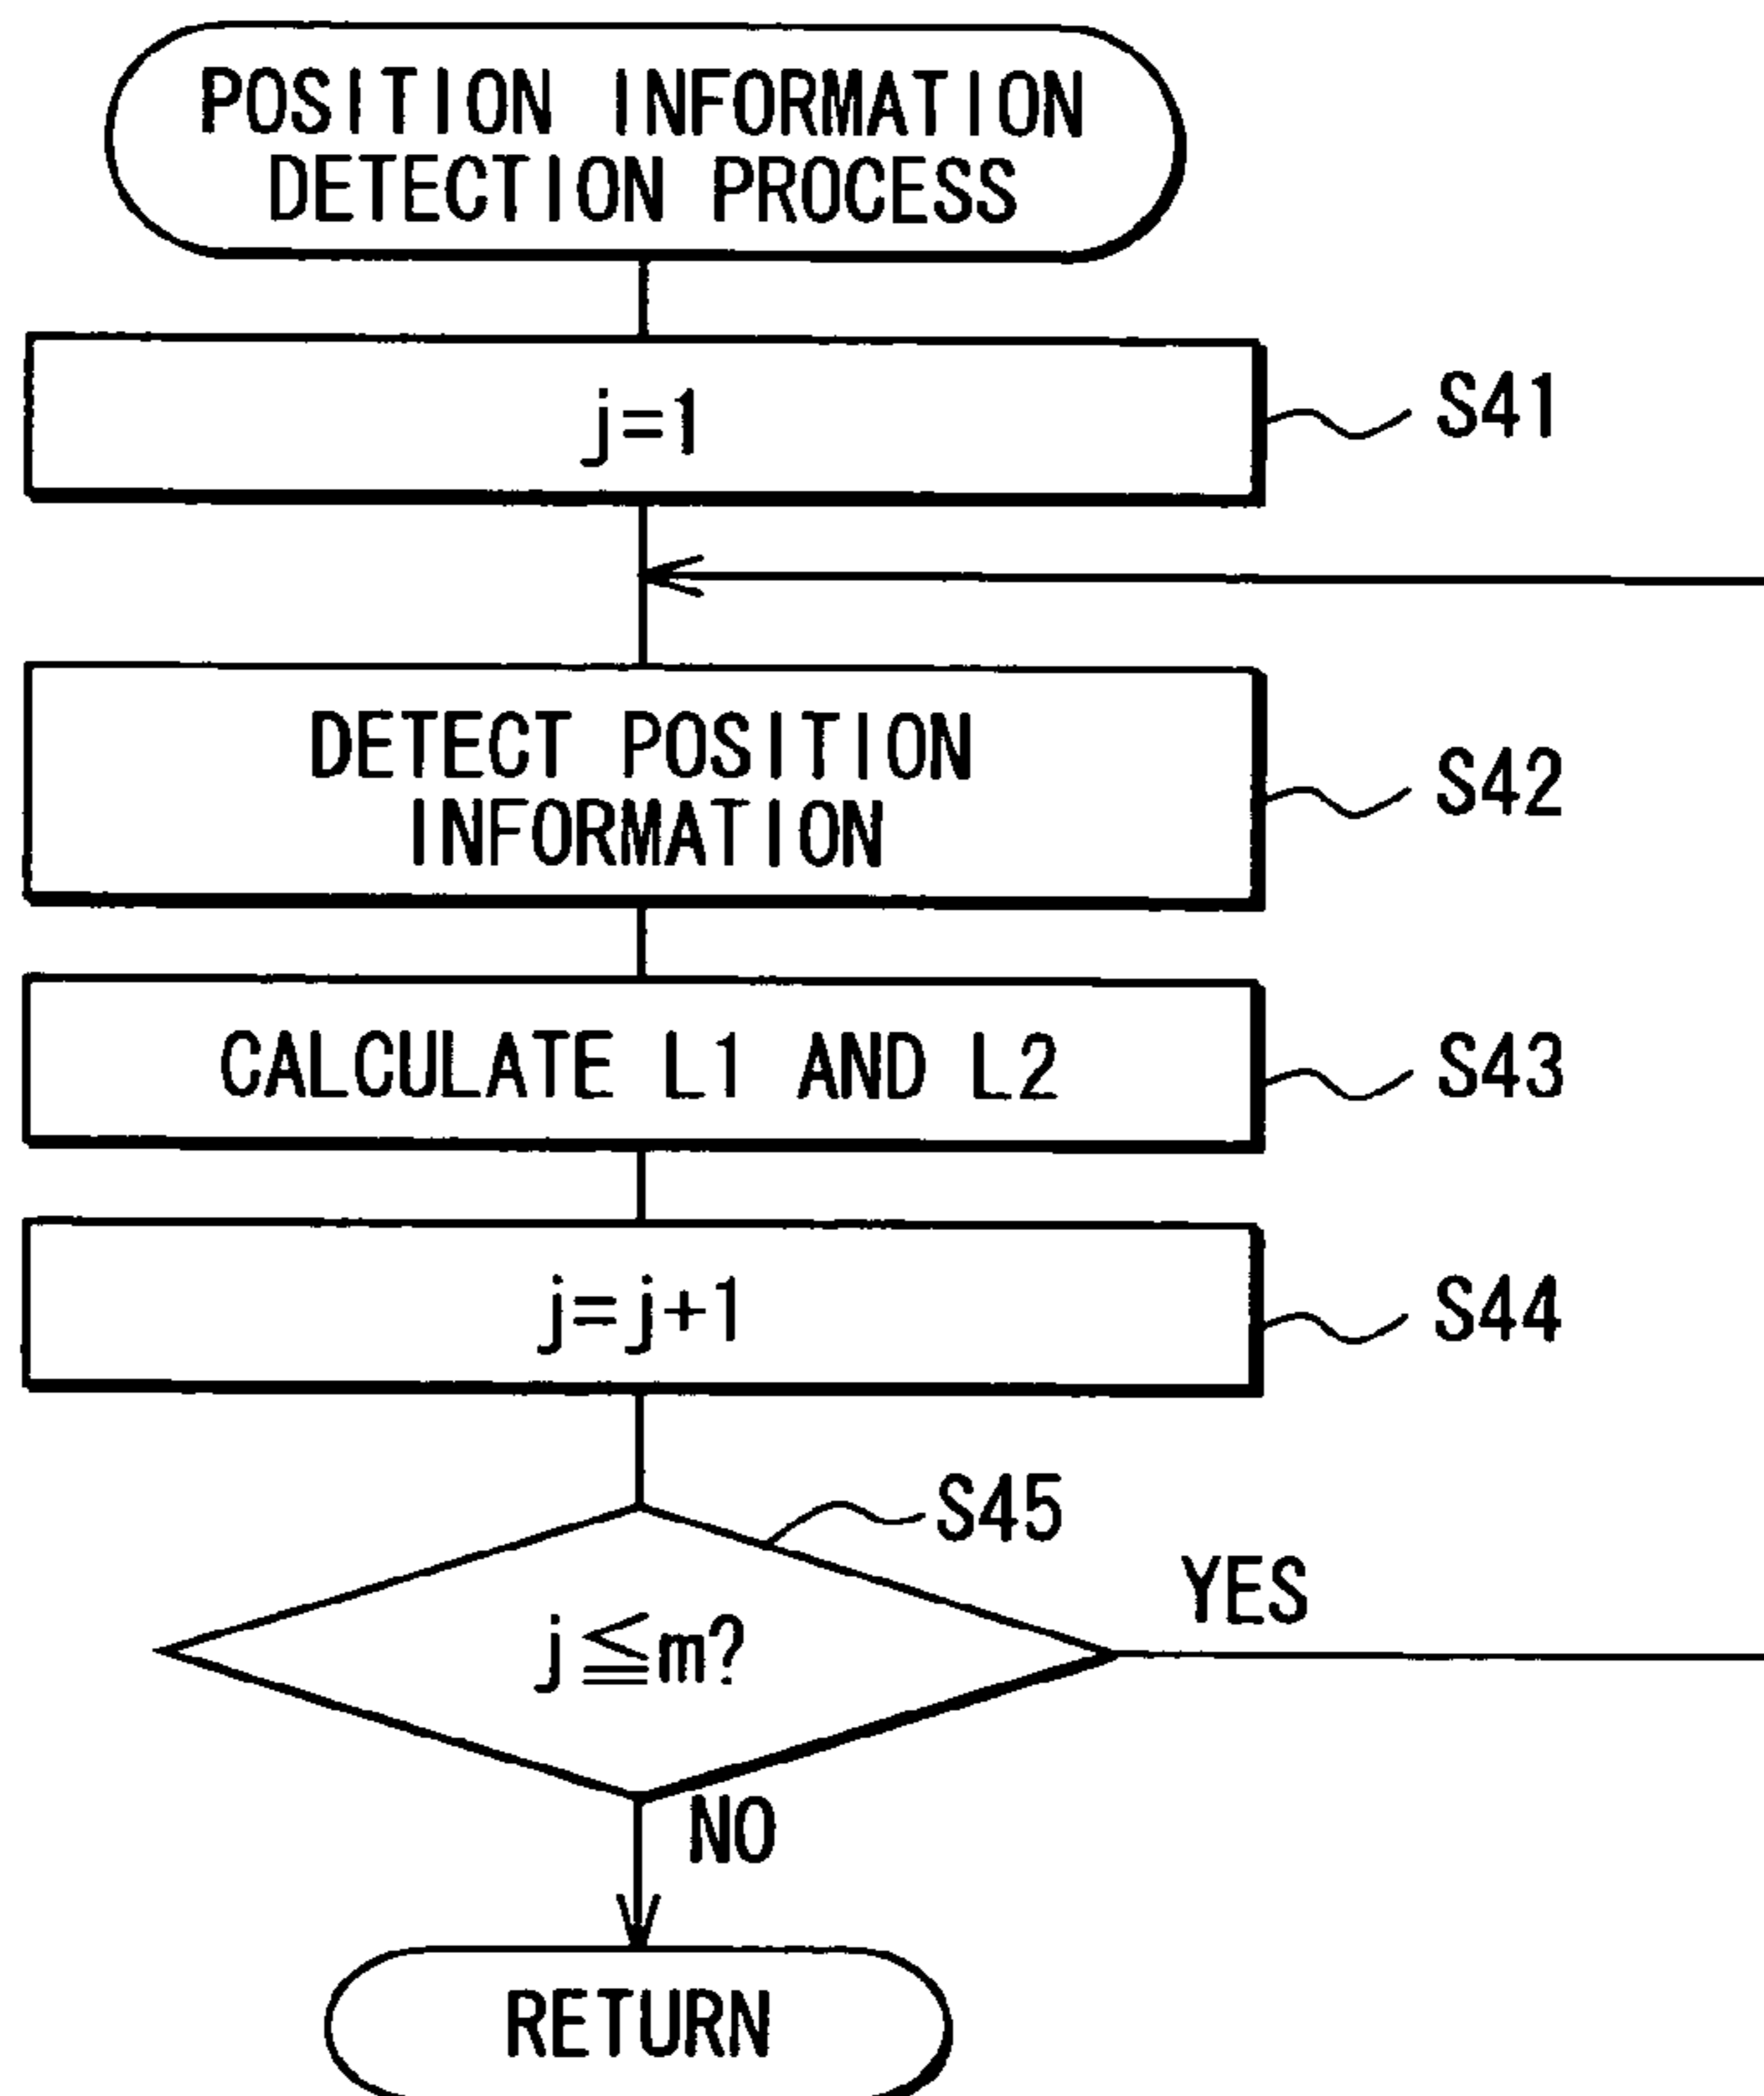 POSITION INFORMATION
DETECTION PROCESS
j=1
S41
DETECT POSITION
INFORMATION
S42
CALCULATE L1 AND L2
S43
j=j+1
S44
S45
j≦m?
YES
NO
RETURN